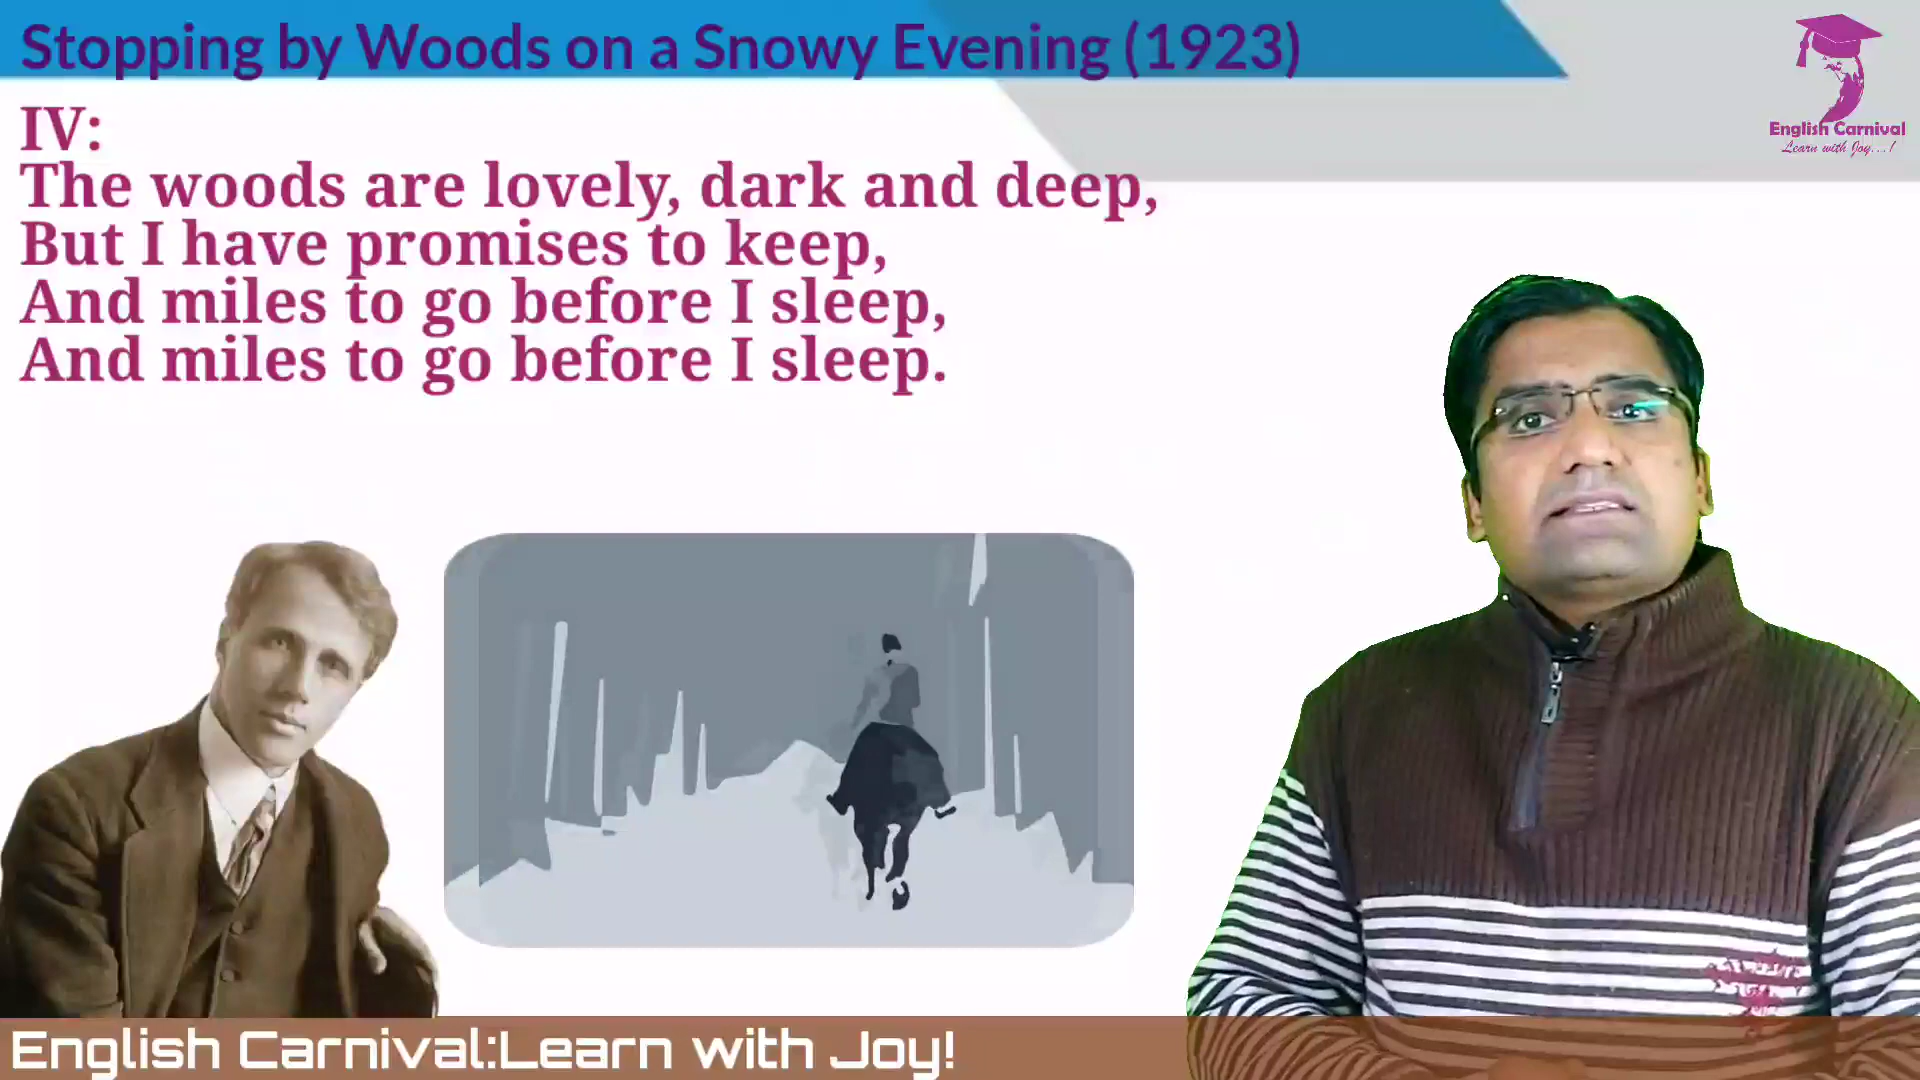 Stopping by Woods on a Snowy Evening (1923)
English Carnival
Learn with Joy...!
IV:
The woods are lovely, dark and deep,
But I have promises to keep,
And miles to go before I sleep,
And miles to go before I sleep.
English Carnival:Learn with Joy!